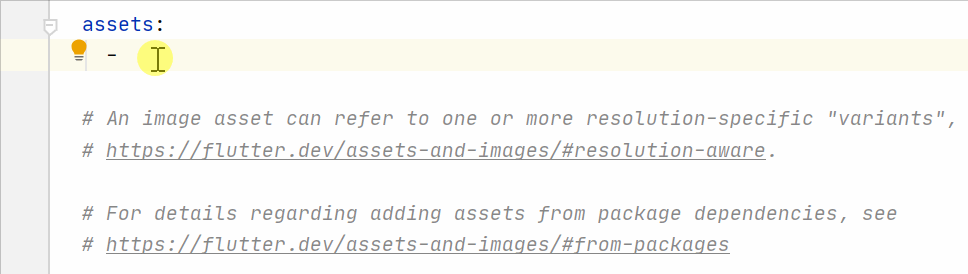 assets:
-
# An image asset can refer to one or more resolution-specific "variants",
# https://flutter.dev/assets-and-images/#resolution-aware.
# For details regarding adding assets from package dependencies, see
# https://flutter.dev/assets-and-images/#from-packages